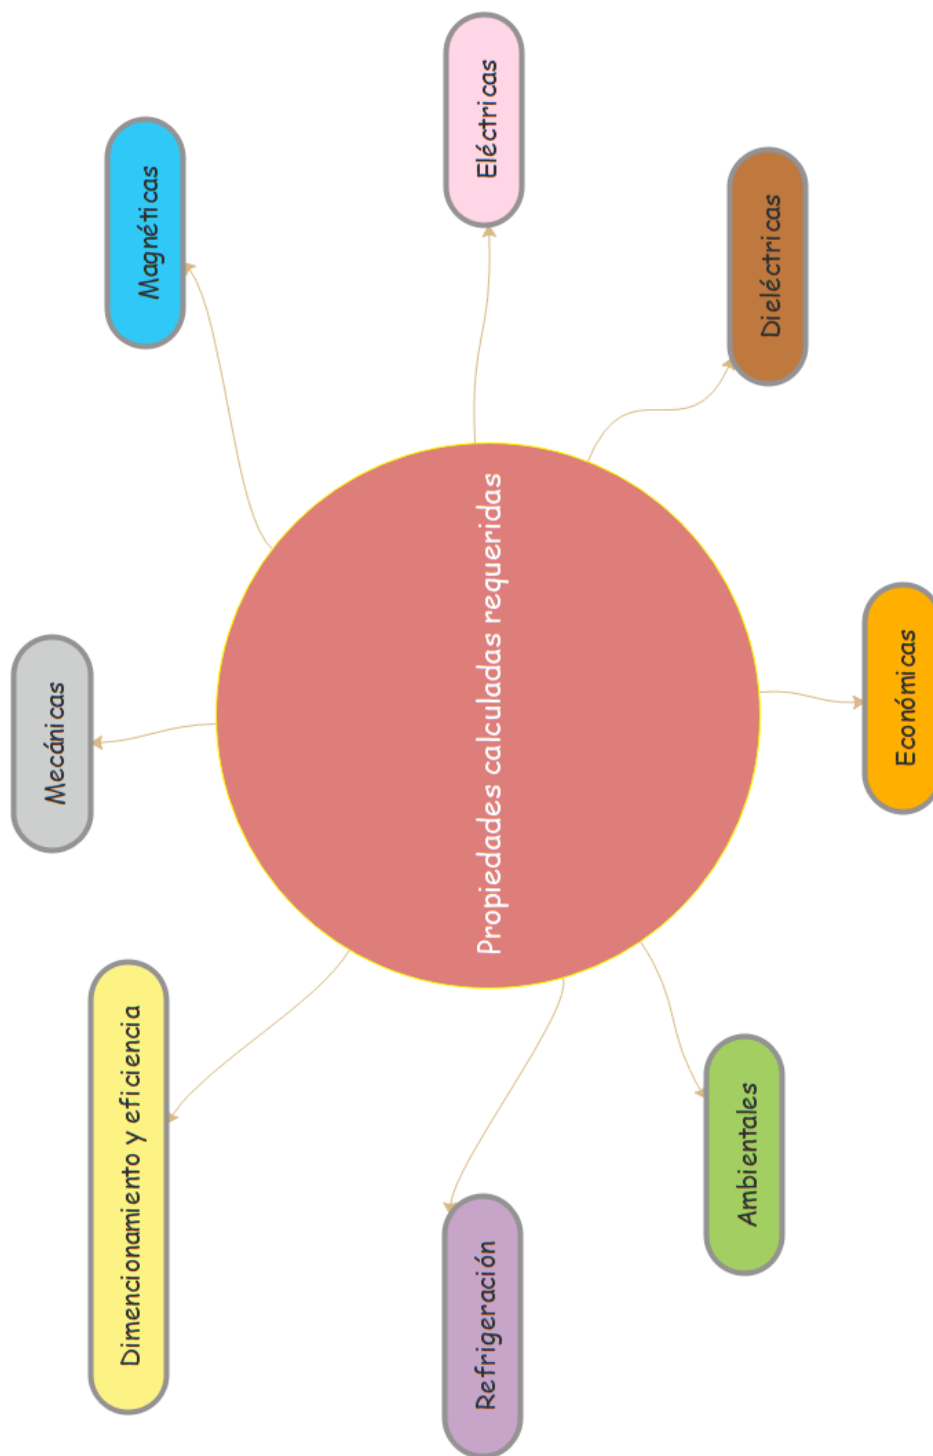 Propiedades calculadas requeridas
Dimencionamiento y eficiencia
Mecánicas
Magnéticas
Eléctricas
Dieléctricas
Económicas
Ambientales
Refrigeración